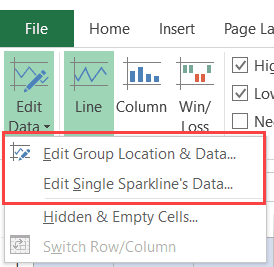 File Home Insert Page La
Edit Data Line Column Win/ Loss
Hig
Lov
Ne
Edit Group Location & Data...
Edit Single Sparkline's Data...
Hidden & Empty Cells...
Switch Row/Column